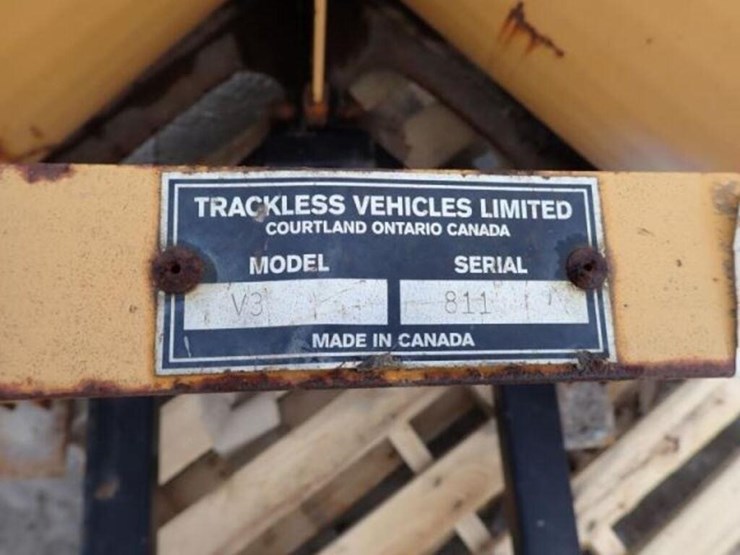 TRACKLESS VEHICLES LIMITED
COURTLAND ONTARIO CANADA
MODEL SERIAL
V3 811
MADE IN CANADA